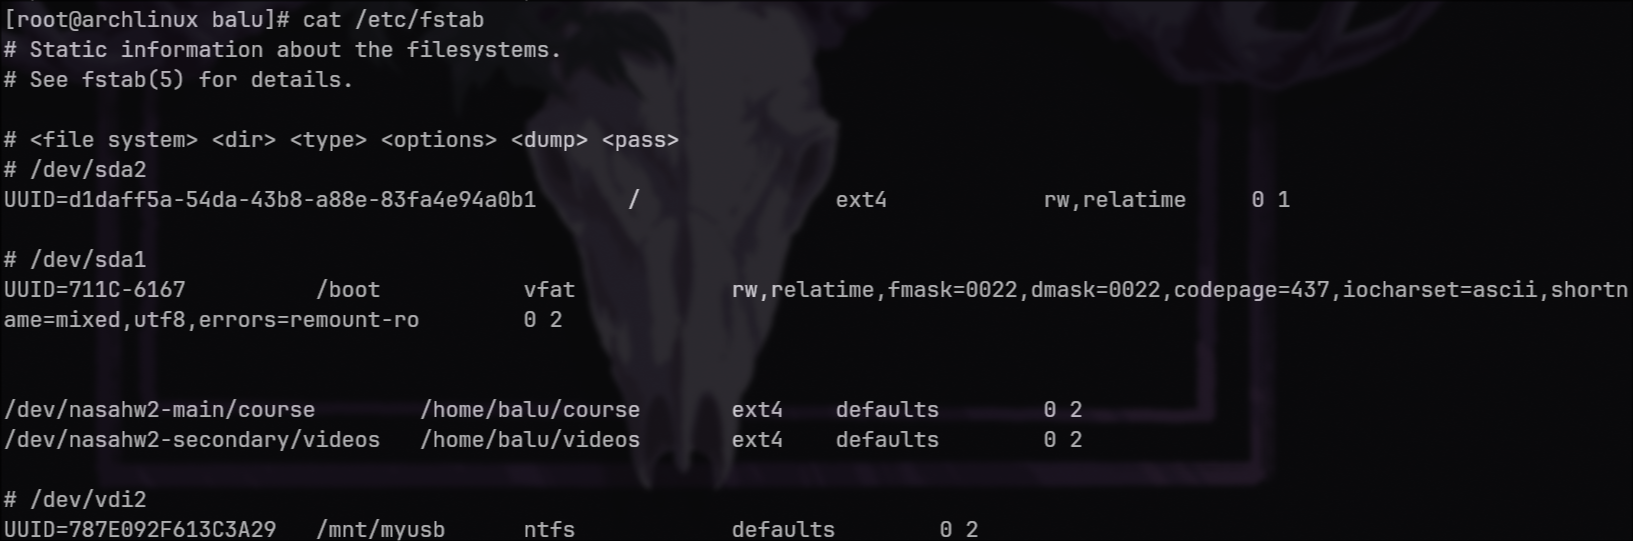 [root@archlinux balu]# cat /etc/fstab
# Static information about the filesystems.
# See fstab(5) for details.
# <file system> <dir> <type> <options> <dump> <pass>
# /dev/sda2
UUID=d1daff5a-54da-43b8-a88e-83fa4e94a0b1 / ext4 rw,relatime 0 1
# /dev/sda1
UUID=711C-6167 /boot vfat rw,relatime,fmask=0022,dmask=0022,codepage=437,iocharset=ascii,shortn
ame=mixed,utf8,errors=remount-ro 0 2
/dev/nasahw2-main/course /home/balu/course ext4 defaults 0 2
/dev/nasahw2-secondary/videos /home/balu/videos ext4 defaults 0 2
# /dev/vdi2
UUID=787E092F613C3A29 /mnt/myusb ntfs defaults 0 2